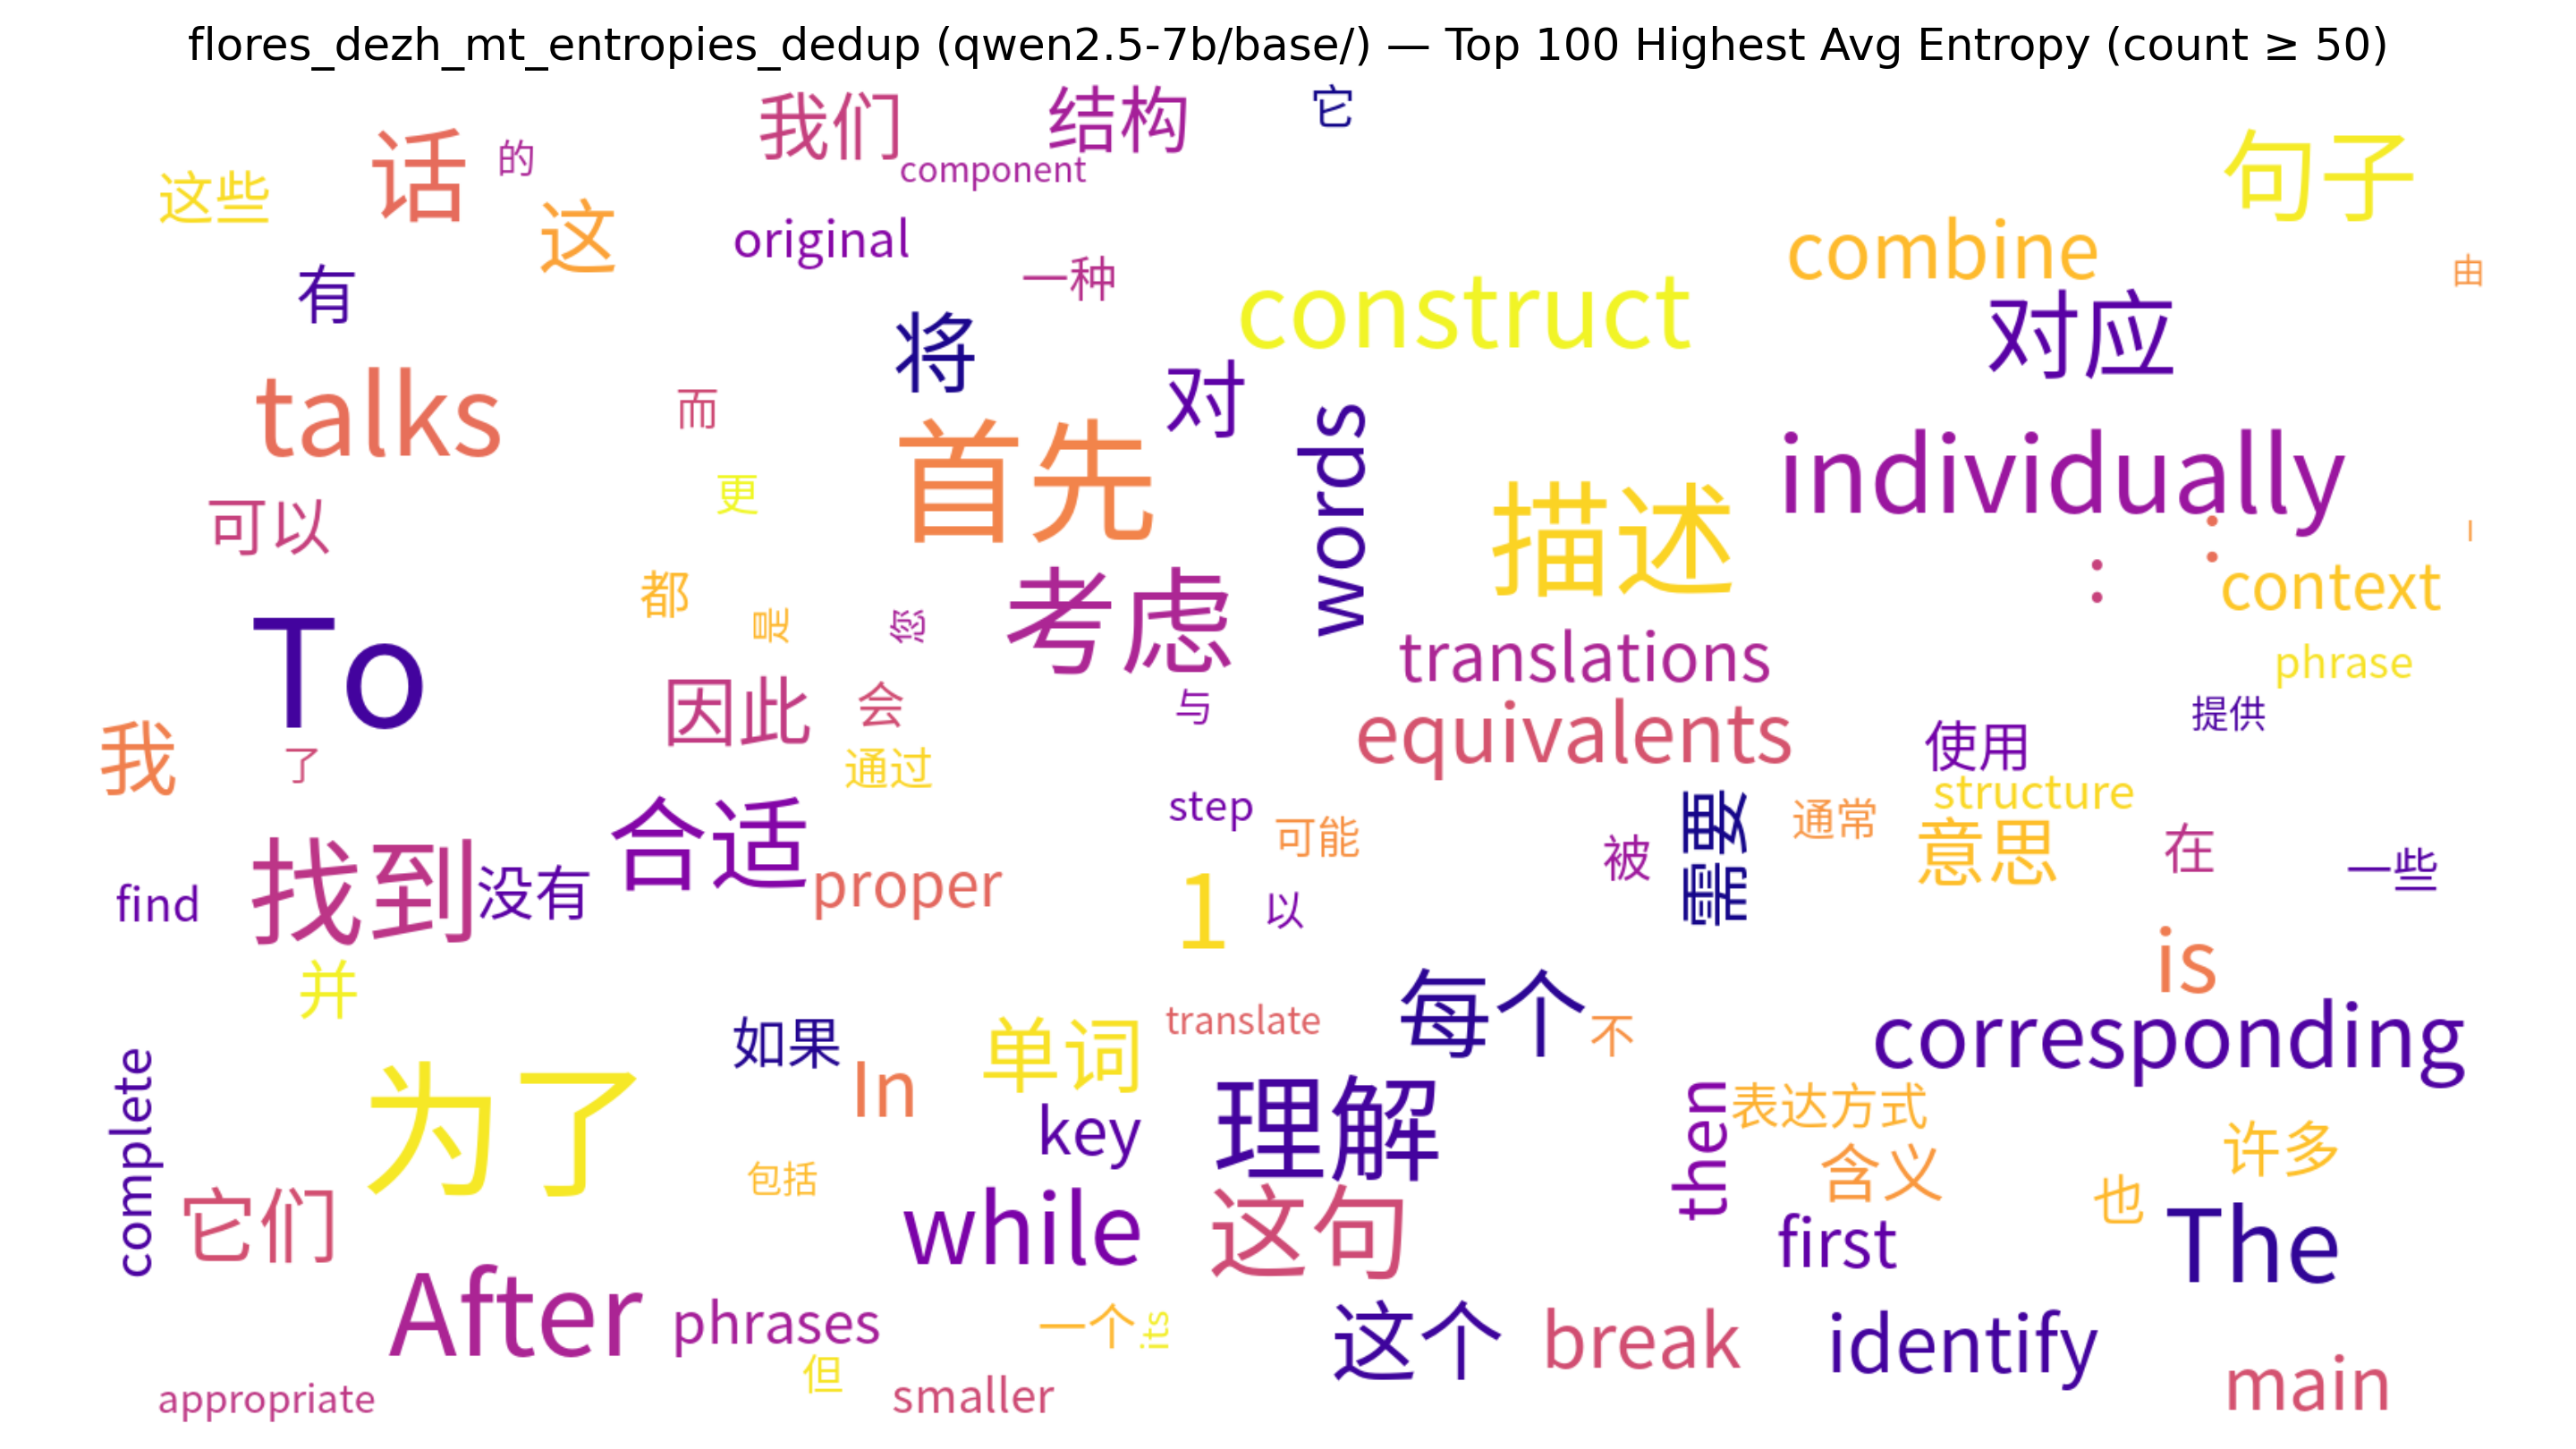 flores_dezh_mt_entropies_dedup (qwen2.5-7b/base/) — Top 100 Highest Avg Entropy (count ≥ 50)
我们
结构
它
话
的
component
句子
这些
这
original
combine
由
有
一种
construct
对应
将
talks
而
对
words
individually
首先
更
描述
可以
:
:
context
都
是
您
考虑
To
translations
phrase
因此
会
与
equivalents
提供
我
了
通过
使用
structure
step
可能
需要
通常
意思
在
找到
没有
合适
proper
被
一些
find
1
以
并
is
每个
如果
In
单词
translate
不
corresponding
complete
为了
key
理解
then
表达方式
许多
包括
含义
也
它们
while
这句
first
The
After
phrases
一个
its
这个
break
identify
但
appropriate
smaller
main